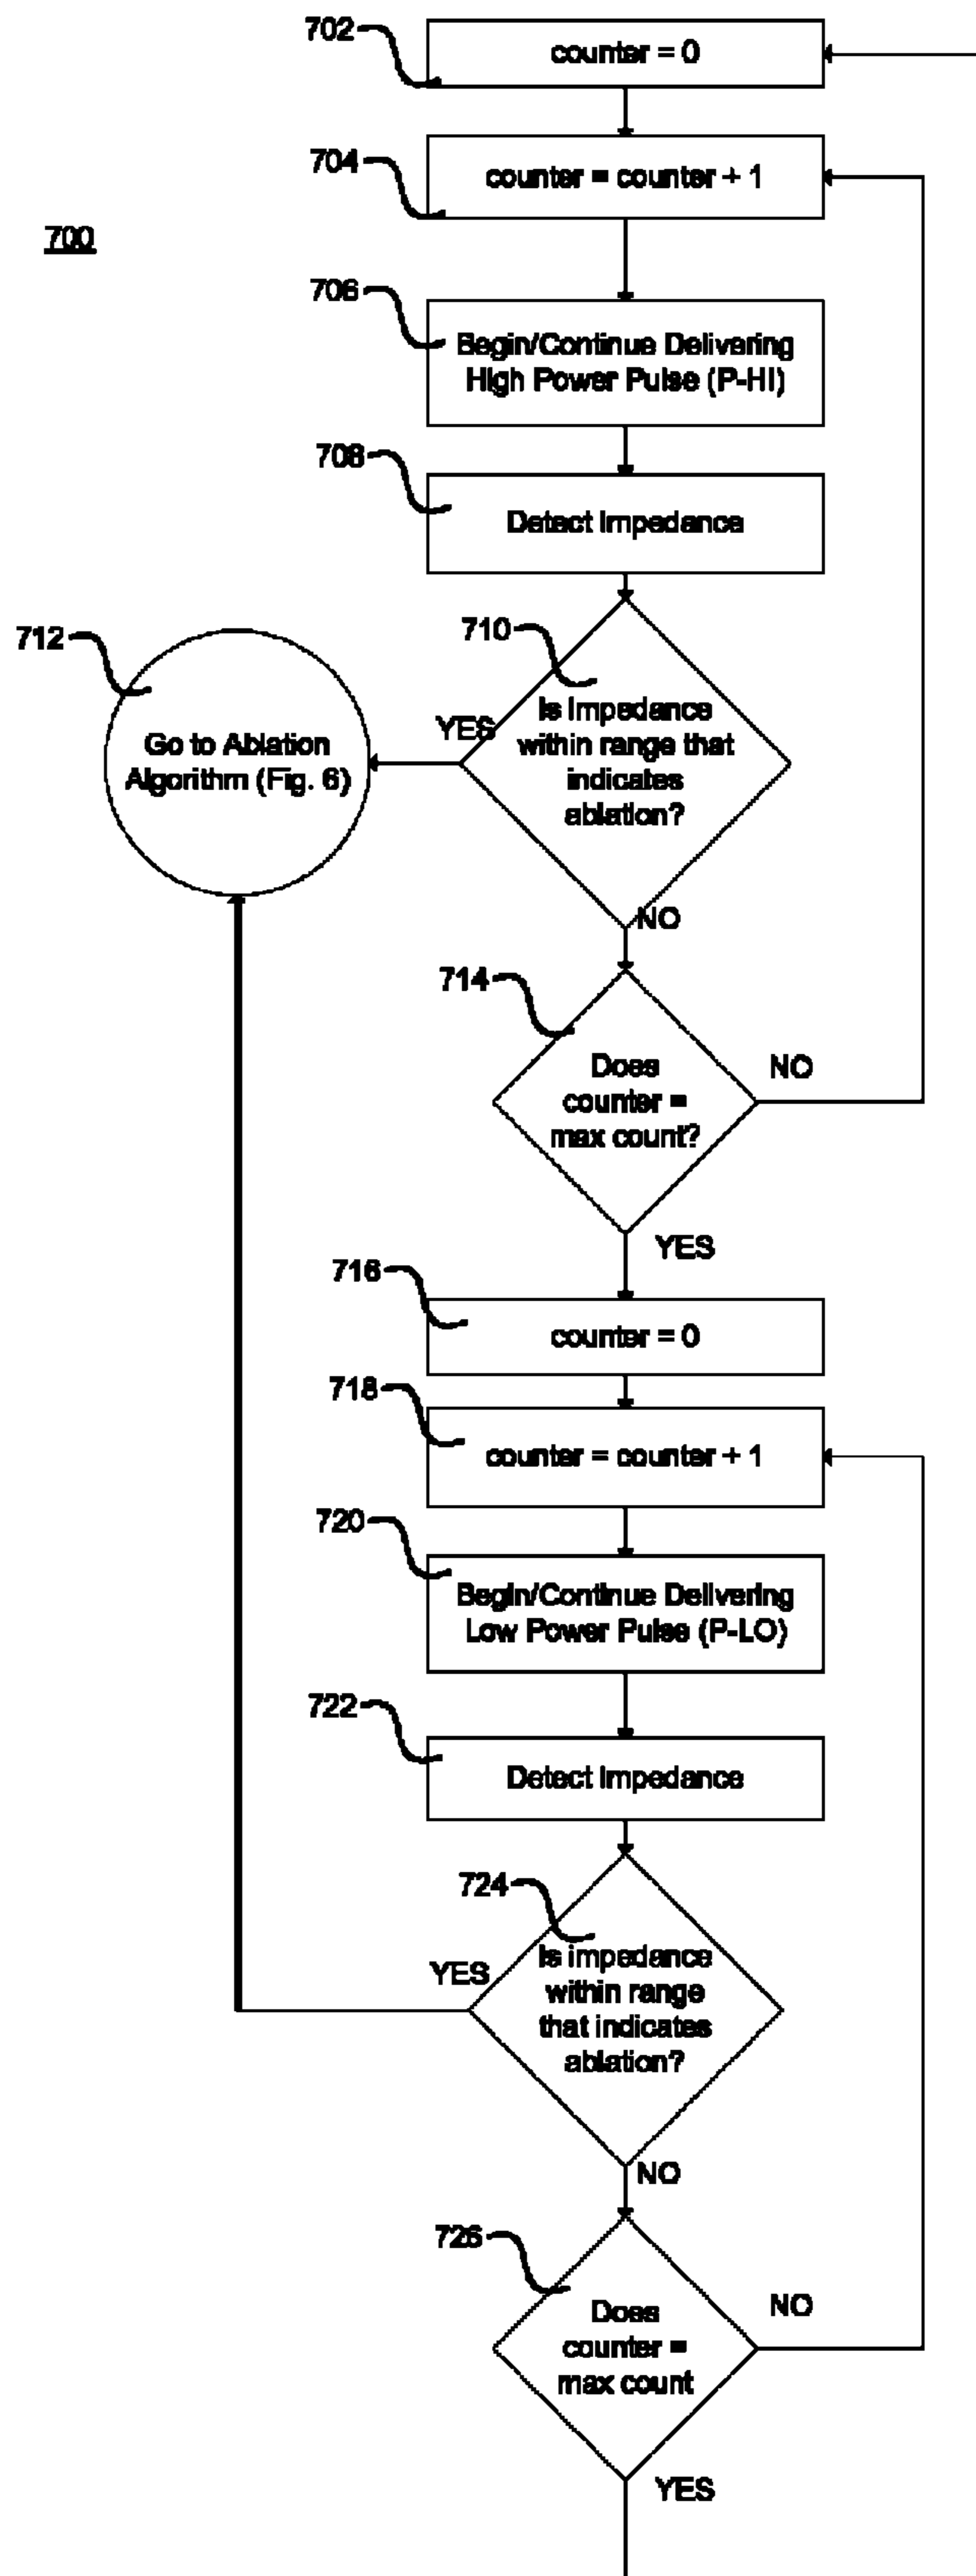 702
counter = 0
704
counter = counter + 1
700
706
Begin/Continue Delivering
High Power Pulse (P-HI)
708
Detect Impedance
712
710
Go to Ablation
Algorithm (Fig. 6)
YES
Is Impedance
within range that
indicates
ablation?
NO
714
Does
counter =
max count?
NO
YES
716
counter = 0
718
counter = counter + 1
720
Begin/Continue Delivering
Low Power Pulse (P-LO)
722
Detect Impedance
724
YES
Is impedance
within range
that indicates
ablation?
NO
726
Does
counter =
max count
NO
YES